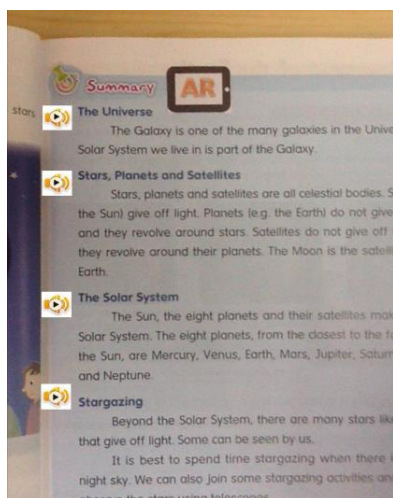 Summary
AR
stars
The Universe
The Galaxy is one of the many galaxies in the
Solar System we live in is part of the Galaxy.
Stars, Planets and Satellites
Stars, planets and satellites are all celestial bodies. S
the Sun) give off light. Planets (e.g. the Earth) do not give
and they revolve around stars. Satellites do not give off
they revolve around their planets. The Moon is the
Earth.
The Solar System
The Sun, the eight planets and their satellites
Solar System. The eight planets, from the closest to the
the Sun, are Mercury, Venus, Earth, Mars, Jupiter,
and Neptune.
Stargazing
Beyond the Solar System, there are many stars
that give off light. Some can be seen by us.
It is best to spend time stargazing when there
night sky. We can also join some stargazing activities
observe the stars using telescopes